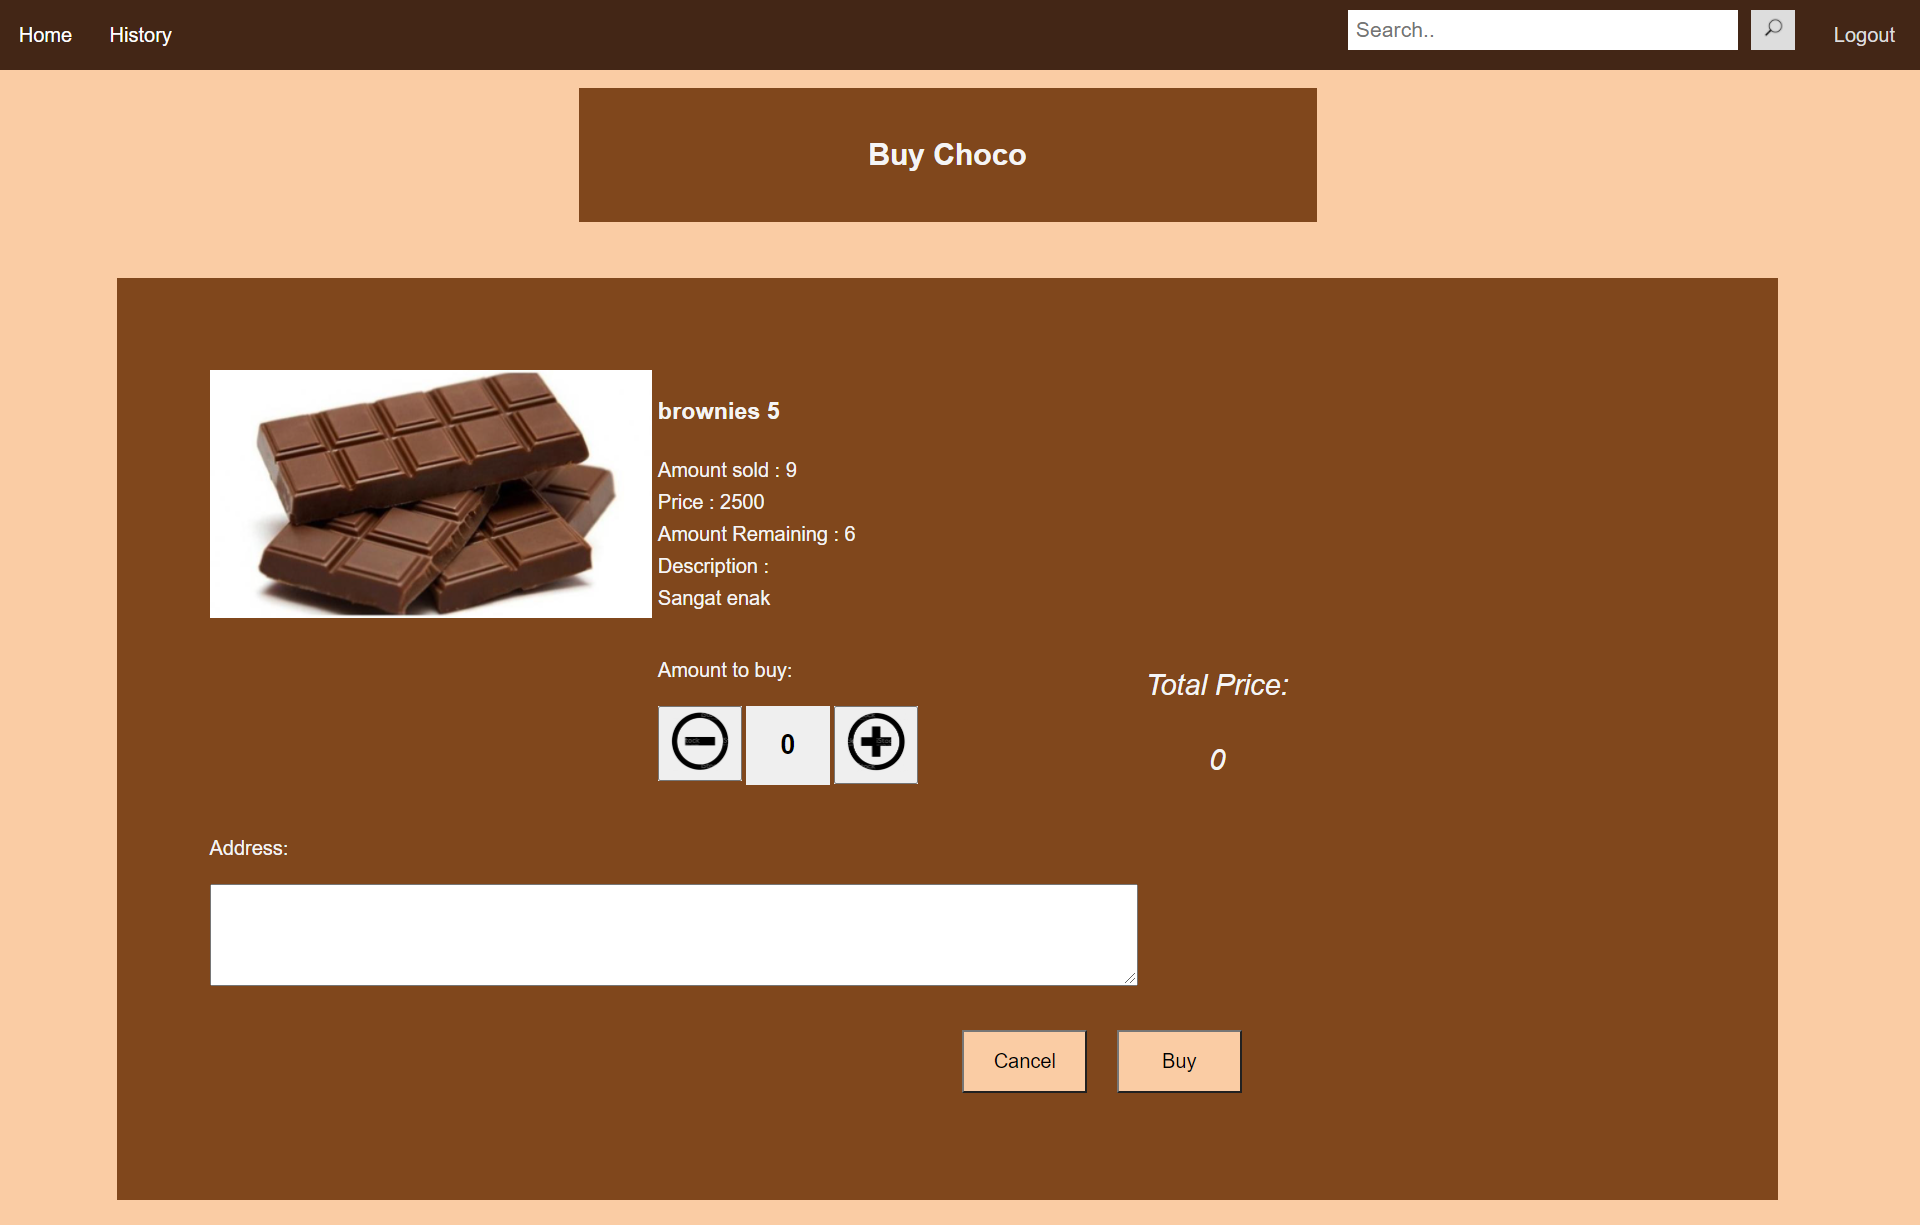 Home History Search.. Logout
Buy Choco
brownies 5
Amount sold : 9
Price : 2500
Amount Remaining : 6
Description :
Sangat enak
Amount to buy:
0
Total Price:
0
Address:
Cancel Buy